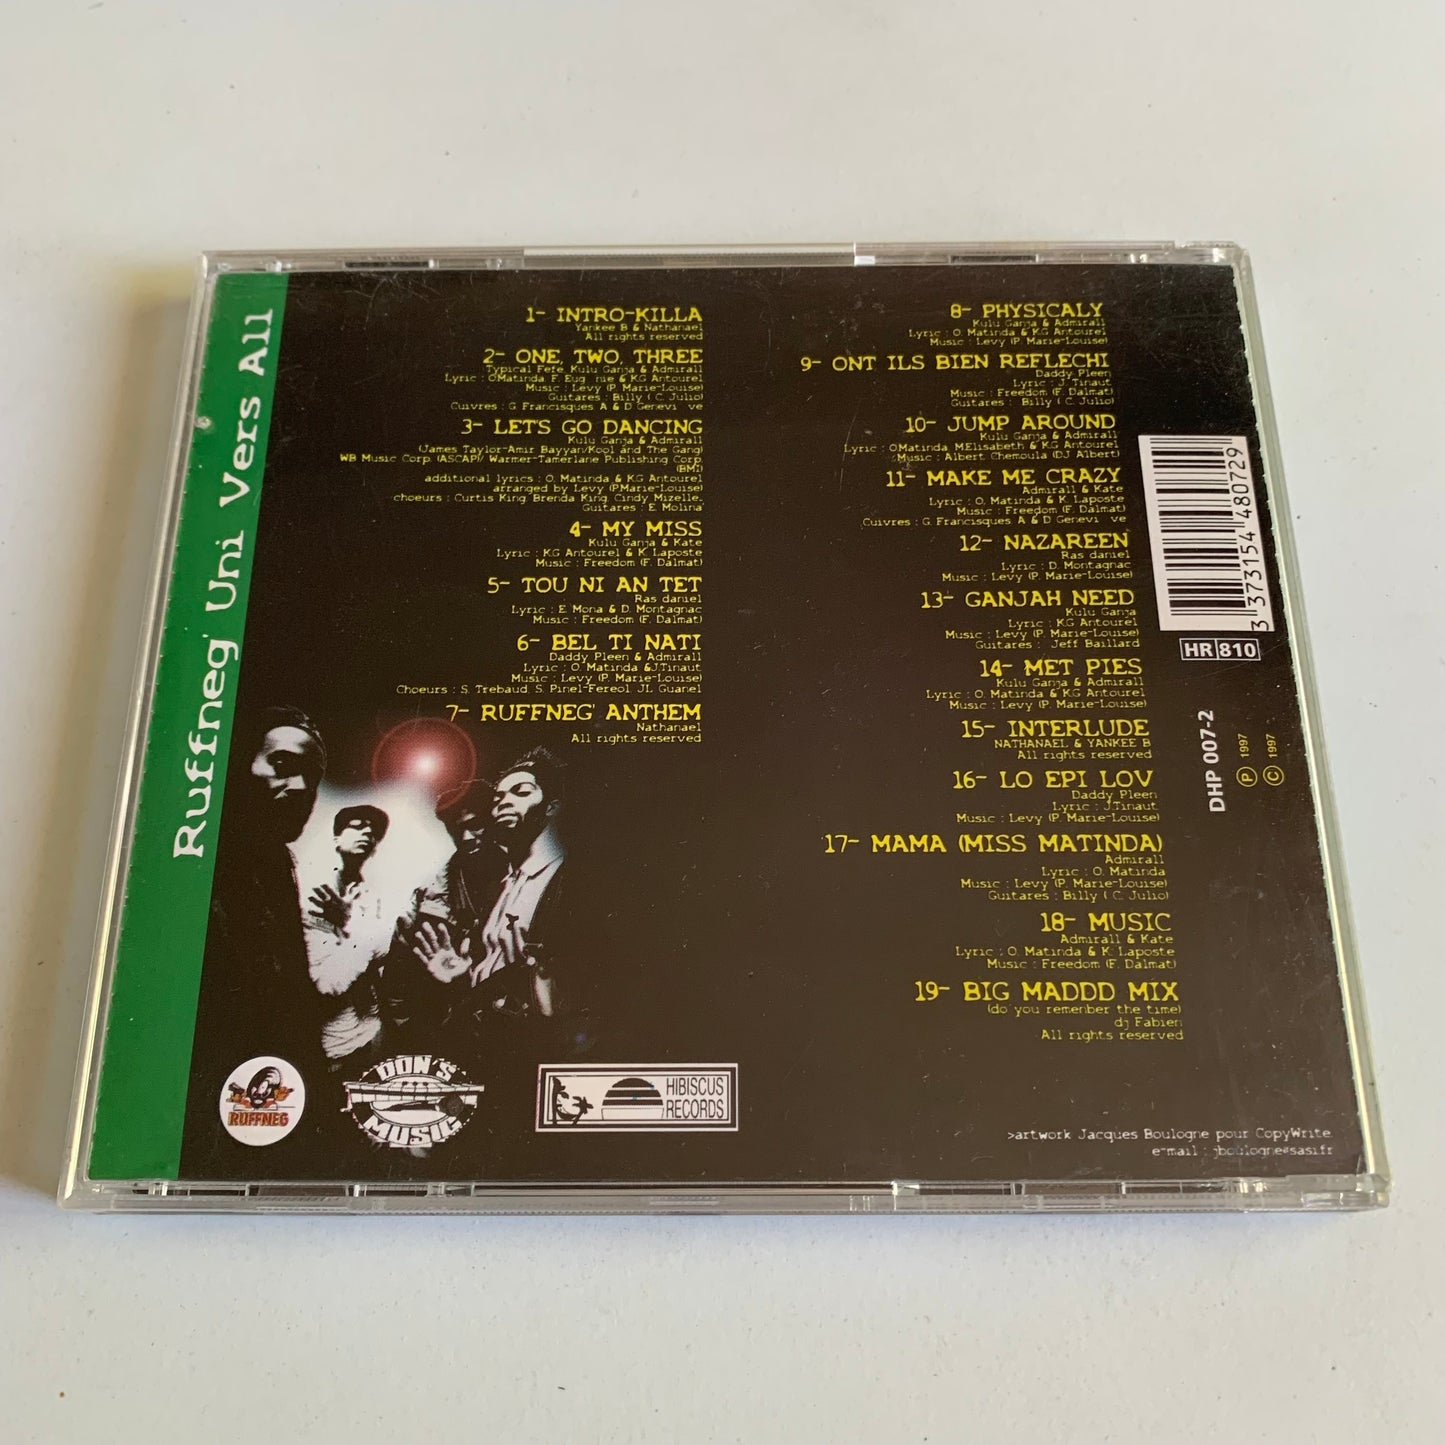 Ruffneg' Uni Vers All
1- INTRO-KILLA
Yankee B & Nathanael
All rights reserved
2- ONE, TWO, THREE
Typical Fefe, Kulu Ganja & Admirall
Lyric : O.Matinda, F. Eug nie & K.G Antourel
Music : Levy (P. Marie-Louise)
Guitares : Billy ( C. Julio)
Cuivres : G. Francisques A & D Genevi ve
3- LET'S GO DANCING
Kulu Ganja & Admirall
(James Taylor-Amir Bayyan/Kool and The Gang)
WB Music Corp. (ASCAP)/ Warmer-Tamerlane Publishing Corp.
(BMI)
additional lyrics : O. Matinda & K.G Antourel
arranged by Levy (P.Marie-Louise)
choeurs : Curtis King, Brenda King, Cindy Mizelle..
Guitares : E. Molina
4- MY MISS
Kulu Ganja & Kate
Lyric : K.G Antourel & K. Laposte
Music : Freedom (F. Dalmat)
5- TOU NI AN TET
Ras daniel
Lyric : E. Mona & D. Montagnac
Music : Freedom (F. Dalmat)
6- BEL TI NATI
Daddy Pleen & Admirall
Lyric : O. Matinda &J.Tinaut
Music : Levy (P. Marie-Louise)
Choeurs : S. Trebaud, S. Pinel-Fereol, JL Guanel
7- RUFFNEG' ANTHEM
Nathanael
All rights reserved
8- PHYSICALY
Kulu Ganja & Admirall
Lyric : O. Matinda & K.G Antourel
Music : Levy (P. Marie-Louise)
9- ONT ILS BIEN REFLECHI
Daddy Pleen
Lyric : J. Tinaut
Music : Freedom (F. Dalmat)
Guitares : Billy ( C. Julio)
10- JUMP AROUND
Kulu Ganja & Admirall
Lyric : O.Matinda M.Elisabeth & K.G Antourel
Music : Albert Chemoula (DJ Albert)
11- MAKE ME CRAZY
Admirall & Kate
Lyric : O. Matinda & K. Laposte
Music : Freedom (F. Dalmat)
Cuivres : G. Francisques A & D Genevi ve
12- NAZAREEN
Ras daniel
Lyric : D. Montagnac
Music : Levy (P. Marie-Louise)
13- GANJAH NEED
Kulu Ganja
Lyric : K.G Antourel
Music : Levy (P. Marie-Louise)
Guitares : Jeff Baillard
14- MET PIES
Kulu Ganja & Admirall
Lyric : O. Matinda & K.G Antourel
Music : Levy (P. Marie-Louise)
15- INTERLUDE
NATHANAEL & YANKEE B
All rights reserved
16- LO EPI LOV
Daddy Pleen
Lyric : J.Tinaut
Music : Levy (P. Marie-Louise)
17- MAMA (MISS MATINDA)
Admirall
Lyric : O. Matinda
Music : Levy (P. Marie-Louise)
Guitares : Billy ( C. Julio)
18- MUSIC
Admirall & Kate
Lyric : O. Matinda & K. Laposte
Music : Freedom (F. Dalmat)
19- BIG MADDD MIX
(do you remenber the time)
dj Fabien
All rights reserved
3 373154 480729
HR 810
DHP 007-2
Ⓟ 1997
© 1997
RUFFNEG
DON'S
MUSIC
HIBISCUS
RECORDS
>artwork Jacques Boulogne pour CopyWrite.
e-mail : jboulogne@sasi.fr